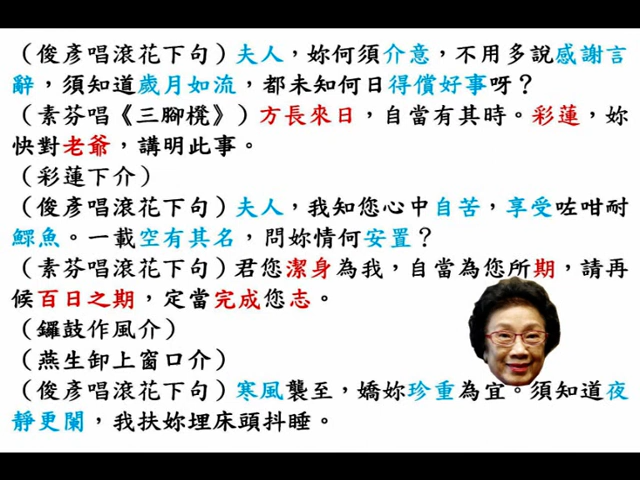 （俊彥唱滾花下句）夫人，妳何須介意，不用多說感謝言
辭，須知道歲月如流，都未知何日得償好事呀？
（素芬唱《三腳櫈》）方長來日，自當有其時。彩蓮，妳
快對老爺，講明此事。
（彩蓮下介）
（俊彥唱滾花下句）夫人，我知您心中自苦，享受咗咁耐
鰥魚。一載空有其名，問妳情何安置？
（素芬唱滾花下句）君您潔身為我，自當為您所期，請再
候百日之期，定當完成您志。
（鑼鼓作風介）
（燕生卸上窗口介）
（俊彥唱滾花下句）寒風襲至，嬌妳珍重為宜。須知道夜
靜更闌，我扶妳埋床頭抖睡。